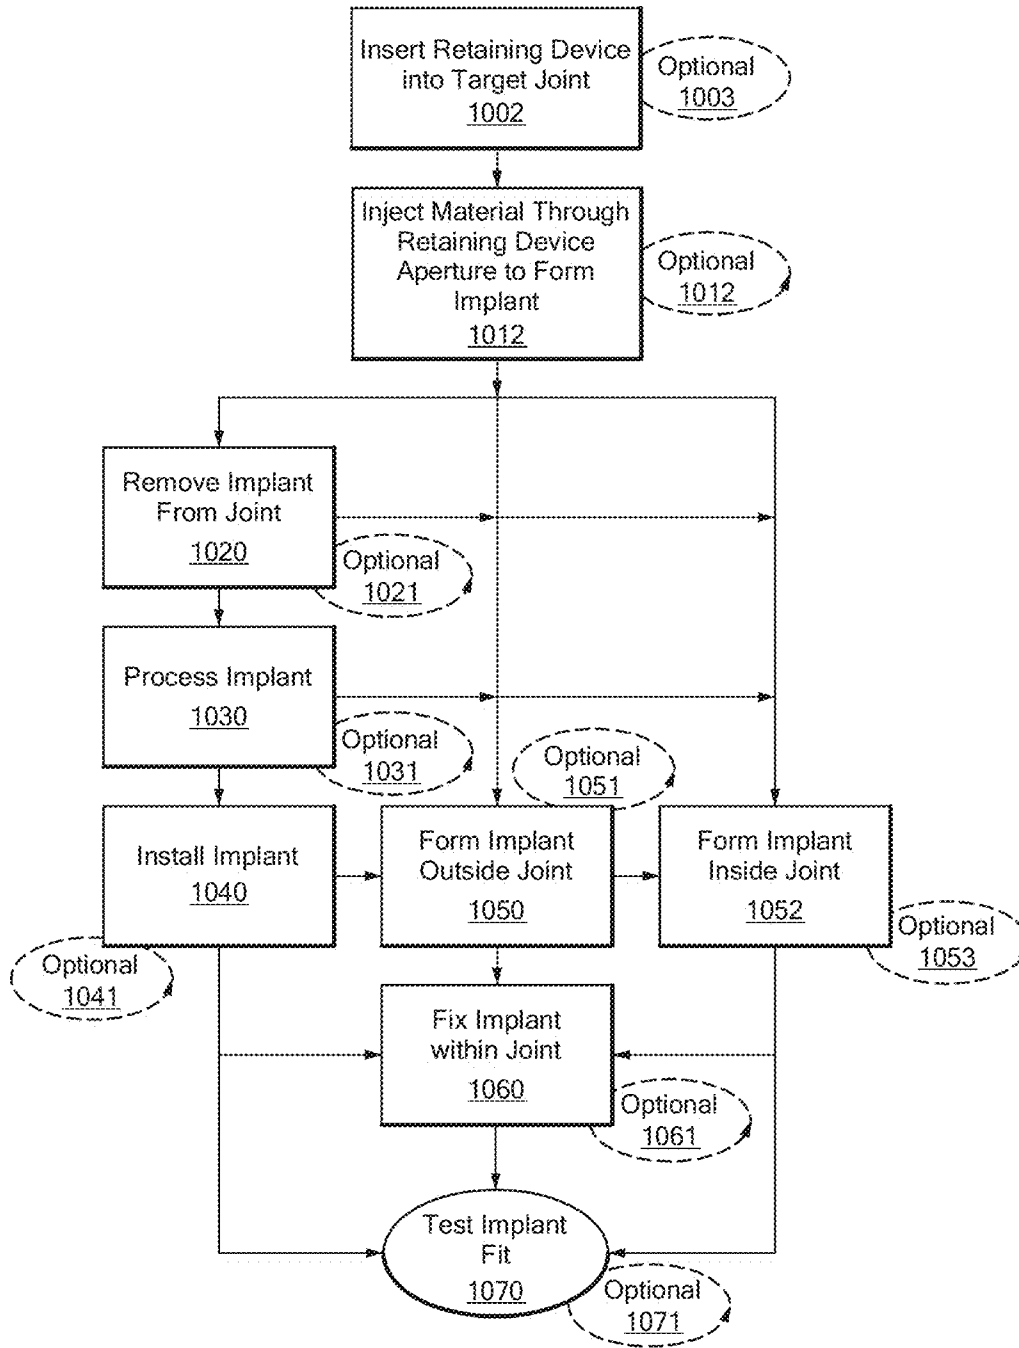 Insert Retaining Device
into Target Joint
1002
Optional
1003
Inject Material Through
Retaining Device
Aperture to Form
Implant
1012
Optional
1012
Remove Implant
From Joint
1020
Optional
1021
Process Implant
1030
Optional
1031
Optional
1051
Install Implant
1040
Optional
1041
Form Implant
Outside Joint
1050
Form Implant
Inside Joint
1052
Optional
1053
Fix Implant
within Joint
1060
Optional
1061
Test Implant
Fit
1070
Optional
1071